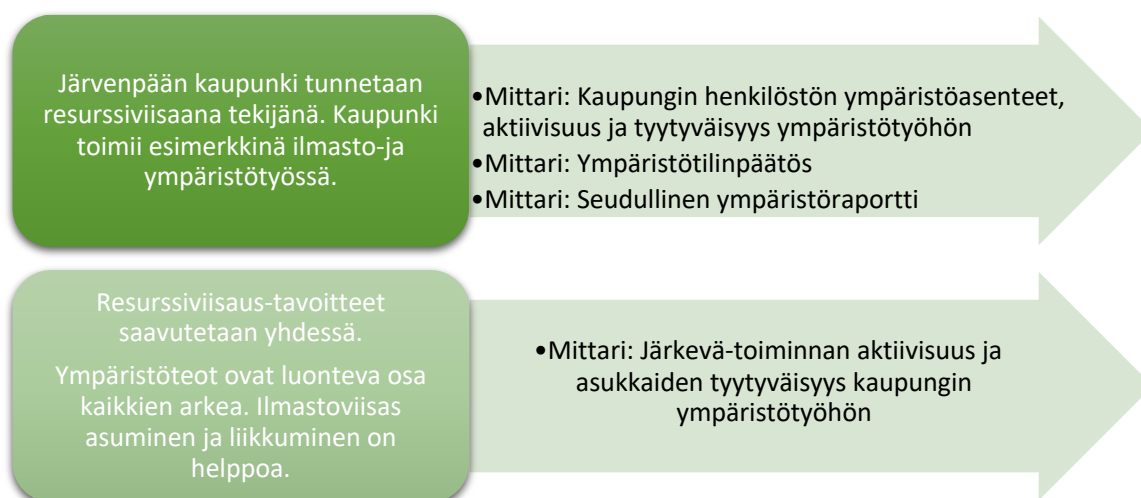 Järvenpään kaupunki tunnetaan
resurssiviisaana tekijänä. Kaupunki
toimii esimerkkinä ilmasto-ja
ympäristötyössä.
•Mittari: Kaupungin henkilöstön ympäristöasenteet,
aktiivisuus ja tyytyväisyys ympäristötyöhön
•Mittari: Ympäristötilinpäätös
•Mittari: Seudullinen ympäristöraportti
Resurssiviisaus-tavoitteet
saavutetaan yhdessä.
Ympäristöteot ovat luonteva osa
kaikkien arkea. Ilmastoviisas
asuminen ja liikkuminen on
helppoa.
•Mittari: Järkevä-toiminnan aktiivisuus ja
asukkaiden tyytyväisyys kaupungin
ympäristötyöhön